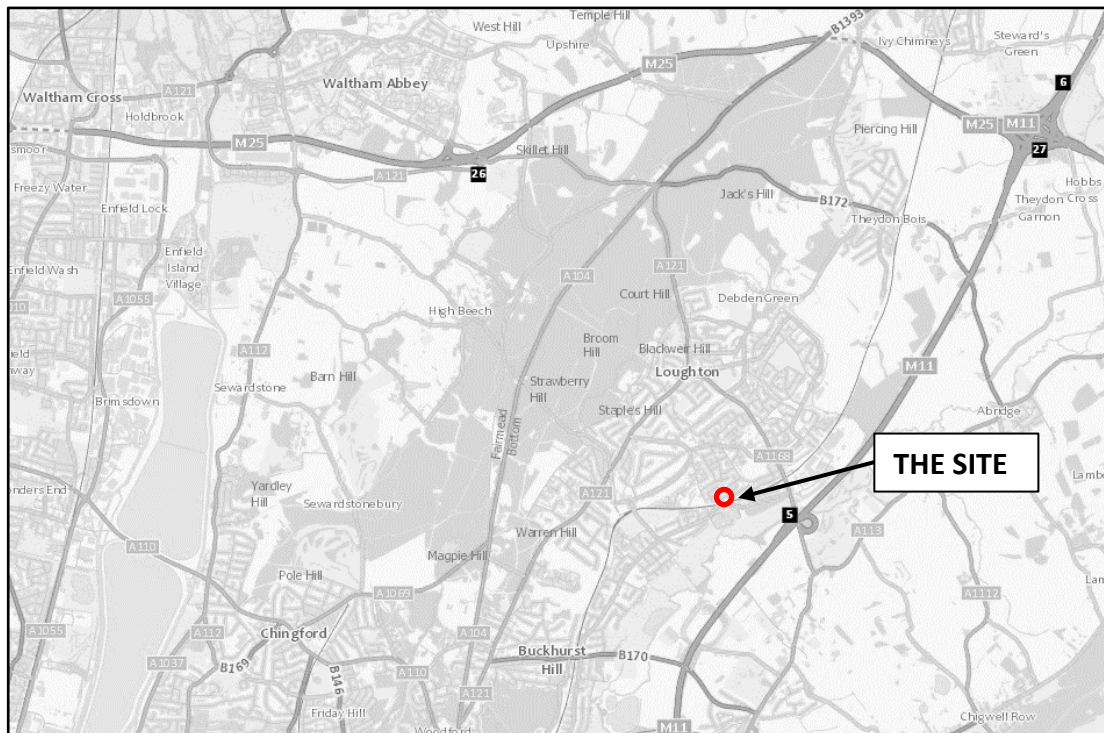 Temple Hill
B1393
West Hill
Upshire
Ivy Chimneys
Steward's
Green
M25
A121
Waltham Abbey
Waltham Cross
Holdbrook
6
M25
M11
Piercing Hill
27
M25
Skillet Hill
A121
26
Freezy Water
Enfield Lock
Jack's Hill
B172
Hobbs
Cross
Theydon
Garnon
Theydon Bois
Enfield
Island
Village
Enfield Wash
A104
A121
Court Hill
Debden Green
A1055
High Beech
Broom
Hill
Blackweir Hill
A112
Loughton
M11
Sewardstone
Barn Hill
Strawberry
Hill
Brimsdown
Staple's Hill
Abridge
Fairmead
Bottom
A1168
THE SITE
Yardley
Hill
Sewardstonebury
A121
5
Warren Hill
A113
A110
Magpie Hill
Pole Hill
A1069
A1112
A1055
A112
Chingford
A104
Buckhurst
Hill
B170
A1037
B169
B146
A110
A121
Friday Hill
Woodford
M11
Chigwell Row